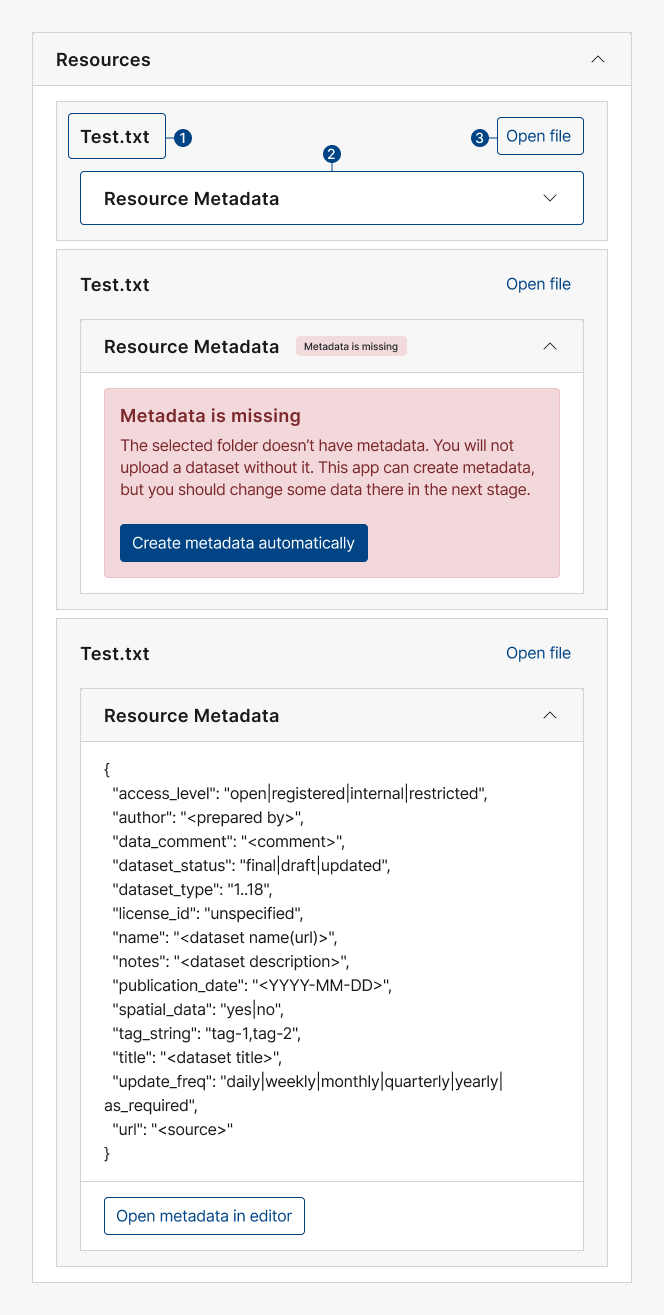 Resources
Test.txt
1
3
Open file
2
Resource Metadata
Test.txt
Open file
Resource Metadata
Metadata is missing
Metadata is missing
The selected folder doesn’t have metadata. You will not
upload a dataset without it. This app can create metadata,
but you should change some data there in the next stage.
Create metadata automatically
Test.txt
Open file
Resource Metadata
{
"access_level": "open|registered|internal|restricted",
"author": "<prepared by>",
"data_comment": "<comment>",
"dataset_status": "final|draft|updated",
"dataset_type": "1..18",
"license_id": "unspecified",
"name": "<dataset name(url)>",
"notes": "<dataset description>",
"publication_date": "<YYYY-MM-DD>",
"spatial_data": "yes|no",
"tag_string": "tag-1,tag-2",
"title": "<dataset title>",
"update_freq": "daily|weekly|monthly|quarterly|yearly|
as_required",
"url": "<source>"
}
Open metadata in editor